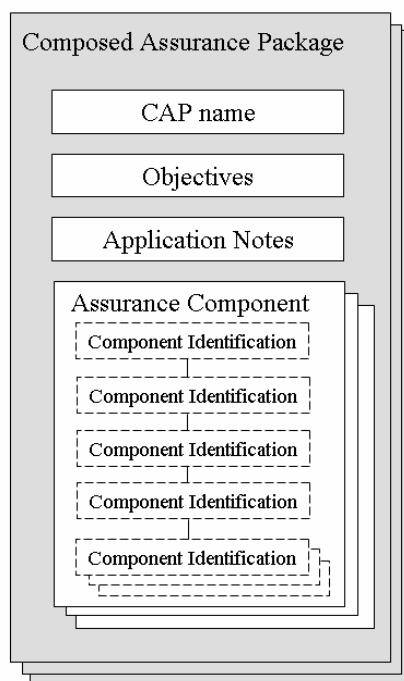 Composed Assurance Package
CAP name
Objectives
Application Notes
Assurance Component
Component Identification
Component Identification
Component Identification
Component Identification
Component Identification